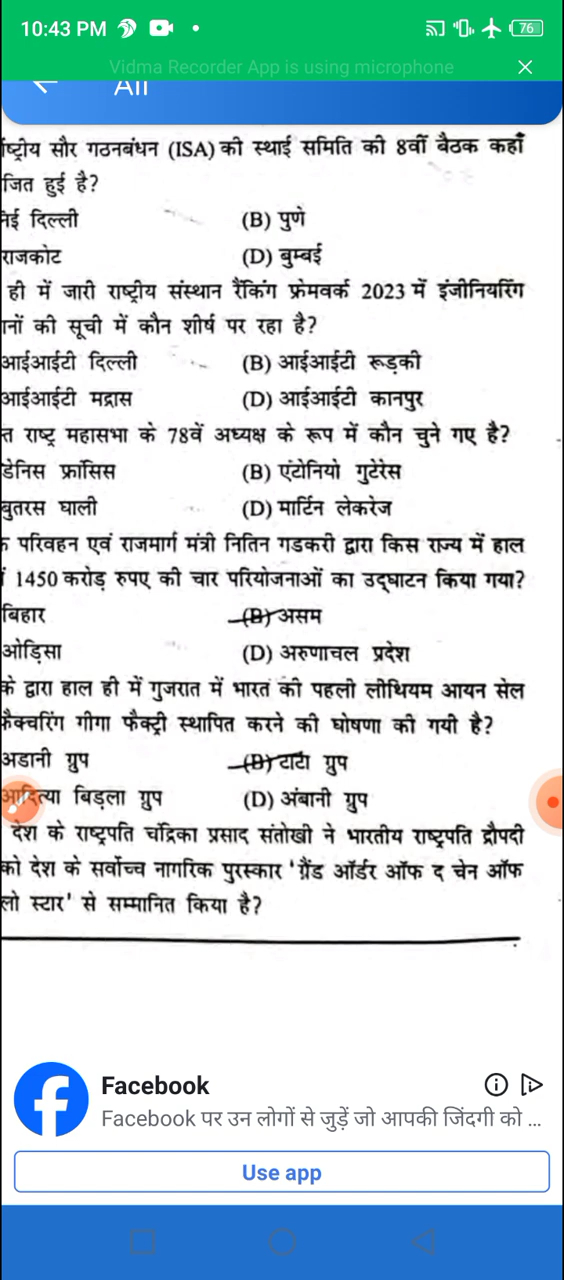 10:43 PM
76
Vidma Recorder App is using microphone
All
ष्ट्रीय सौर गठनबंधन (ISA) की स्थाई समिति की 8वीं बैठक कहाँ
जित हुई है?
नई दिल्ली (B) पुणे
राजकोट (D) बुम्बई
ही में जारी राष्ट्रीय संस्थान रैंकिंग फ्रेमवर्क 2023 में इंजीनियरिंग
नों की सूची में कौन शीर्ष पर रहा है?
आईआईटी दिल्ली (B) आईआईटी रूड़की
आईआईटी मद्रास (D) आईआईटी कानपुर
त राष्ट्र महासभा के 78वें अध्यक्ष के रूप में कौन चुने गए है?
डेनिस फ्रांसिस (B) एंटोनियो गुटेरेस
बुतरस घाली (D) मार्टिन लेकरेज
क परिवहन एवं राजमार्ग मंत्री नितिन गडकरी द्वारा किस राज्य में हाल
में 1450 करोड़ रुपए की चार परियोजनाओं का उद्घाटन किया गया?
बिहार (B) असम
ओड़िसा (D) अरुणाचल प्रदेश
के द्वारा हाल ही में गुजरात में भारत की पहली लीथियम आयन सेल
फैक्चरिंग गीगा फैक्ट्री स्थापित करने की घोषणा की गयी है?
अडानी ग्रुप (B) टाटा ग्रुप
आदित्या बिड़ला ग्रुप (D) अंबानी ग्रुप
देश के राष्ट्रपति चंद्रिका प्रसाद संतोखी ने भारतीय राष्ट्रपति द्रौपदी
को देश के सर्वोच्च नागरिक पुरस्कार 'ग्रैंड ऑर्डर ऑफ द चेन ऑफ
लो स्टार' से सम्मानित किया है?
Facebook
Facebook पर उन लोगों से जुड़ें जो आपकी जिंदगी को ...
Use app